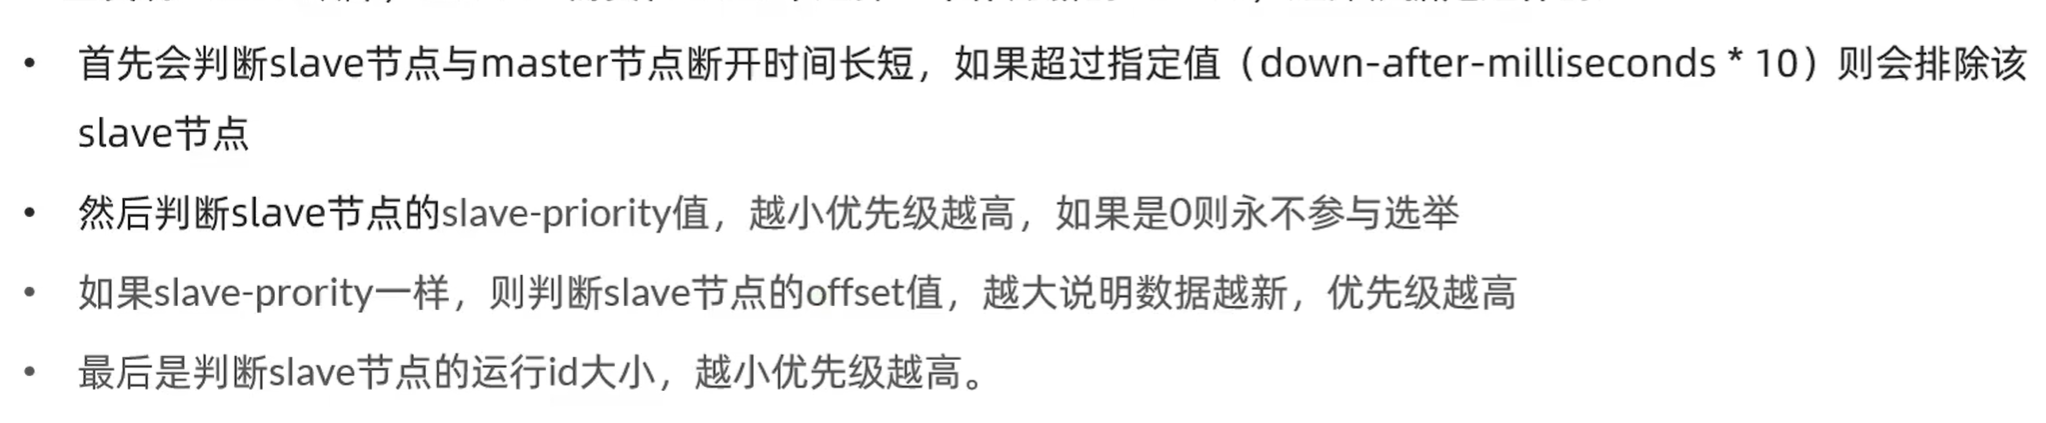 • 首先会判断slave节点与master节点断开时间长短，如果超过指定值（down-after-milliseconds * 10）则会排除该
slave节点
• 然后判断slave节点的slave-priority值，越小优先级越高，如果是0则永不参与选举
• 如果slave-prority一样，则判断slave节点的offset值，越大说明数据越新，优先级越高
• 最后是判断slave节点的运行id大小，越小优先级越高。